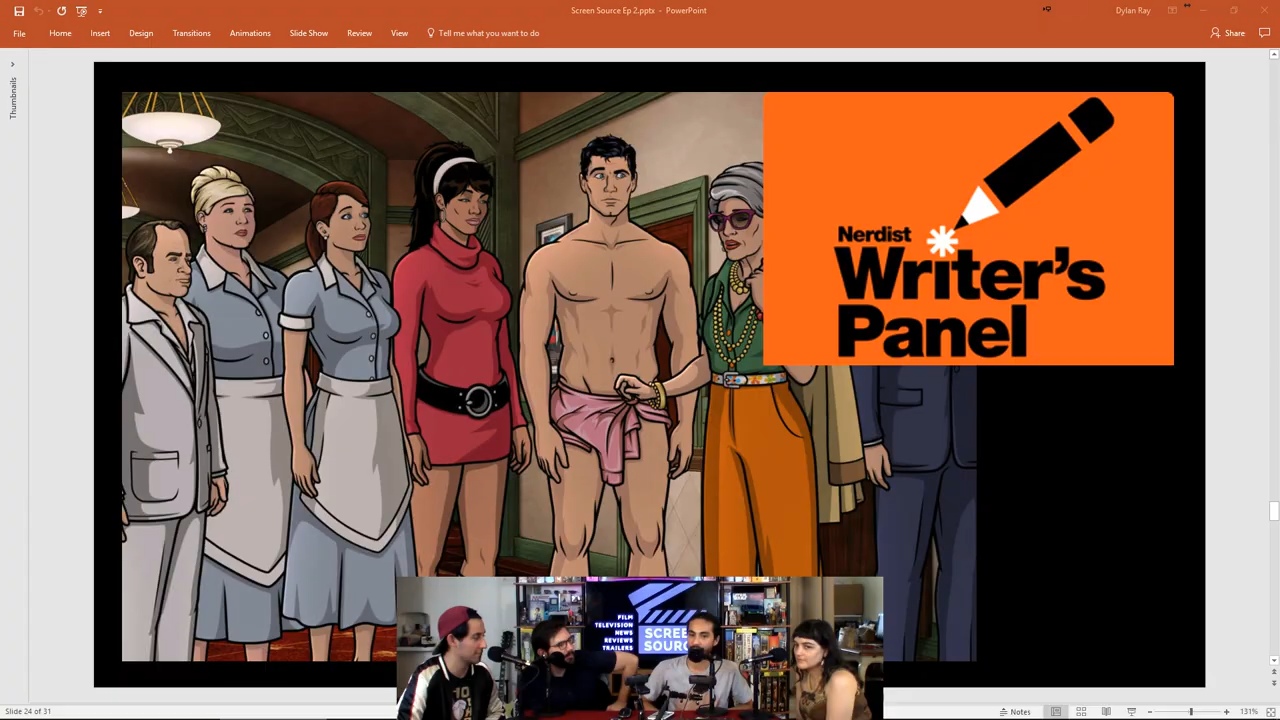 Screen Source Ep 2.pptx - PowerPoint
Dylan Ray
File
Home
Insert
Design
Transitions
Animations
Slide Show
Review
View
Tell me what you want to do
Share
Thumbnails
Nerdist
Writer's
Panel
FILM
TELEVISION
NEWS
REVIEWS
TRAILERS
SCREEN
SOURC
10
Slide 24 of 31
Notes
131%